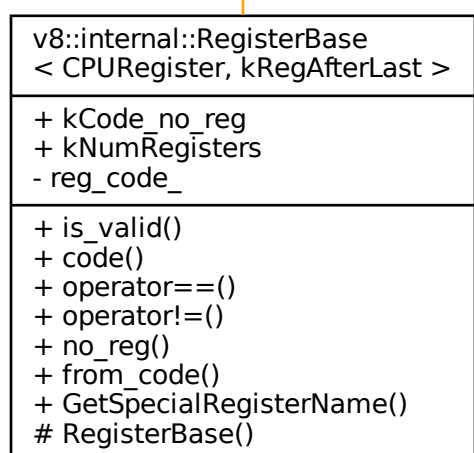 v8::internal::RegisterBase
< CPURegister, kRegAfterLast >
+ kCode_no_reg
+ kNumRegisters
- reg_code_
+ is_valid()
+ code()
+ operator==()
+ operator!=()
+ no_reg()
+ from_code()
+ GetSpecialRegisterName()
# RegisterBase()